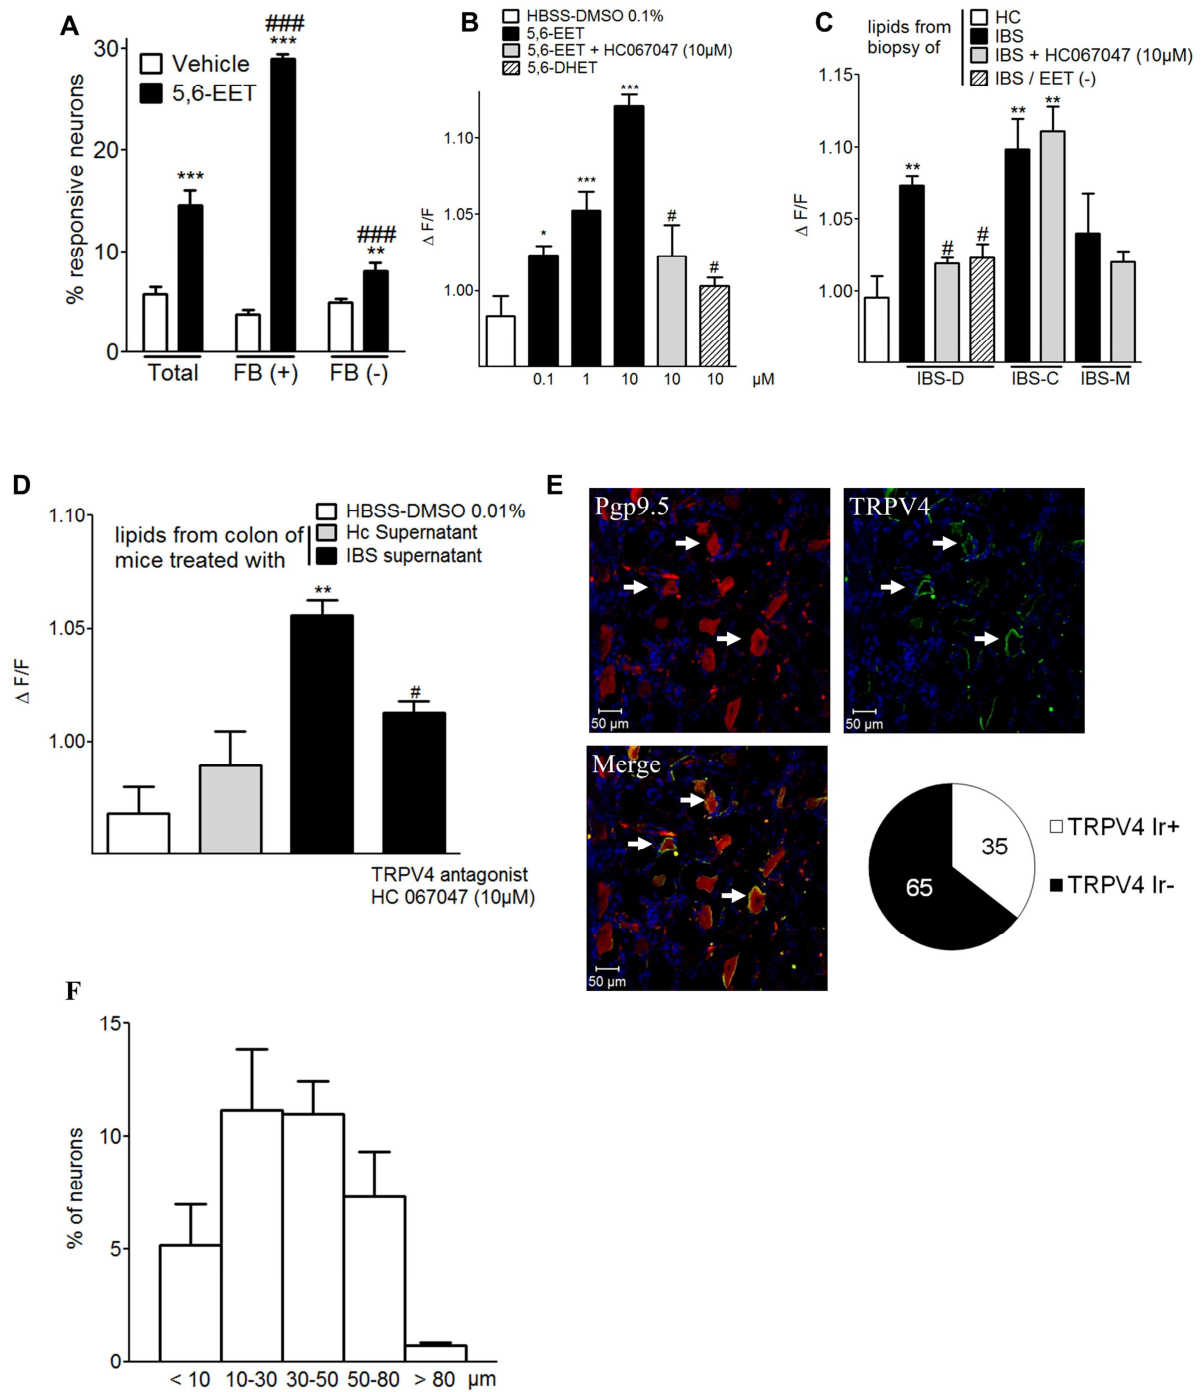 A
% responsive neurons
30
20
10
0
Vehicle
5,6-EET
***
###
***
###
**
Total
FB (+)
FB (-)
B
HBSS-DMSO 0.1%
5,6-EET
5,6-EET + HC067047 (10µM)
5,6-DHET
Δ F/F
1.10
1.05
1.00
*
***
***
#
#
0.1
1
10
10
10
µM
C
lipids from
biopsy of
HC
IBS
IBS + HC067047 (10µM)
IBS / EET (-)
Δ F/F
1.15
1.10
1.05
1.00
**
#
#
**
**
IBS-D
IBS-C
IBS-M
D
lipids from colon of
mice treated with
HBSS-DMSO 0.01%
Hc Supernatant
IBS supernatant
Δ F/F
1.10
1.05
1.00
**
#
TRPV4 antagonist
HC 067047 (10µM)
E
Pgp9.5
50 µm
TRPV4
50 µm
Merge
50 µm
35
65
TRPV4 Ir+
TRPV4 Ir-
F
% of neurons
15
10
5
0
< 10
10-30
30-50
50-80
> 80
µm